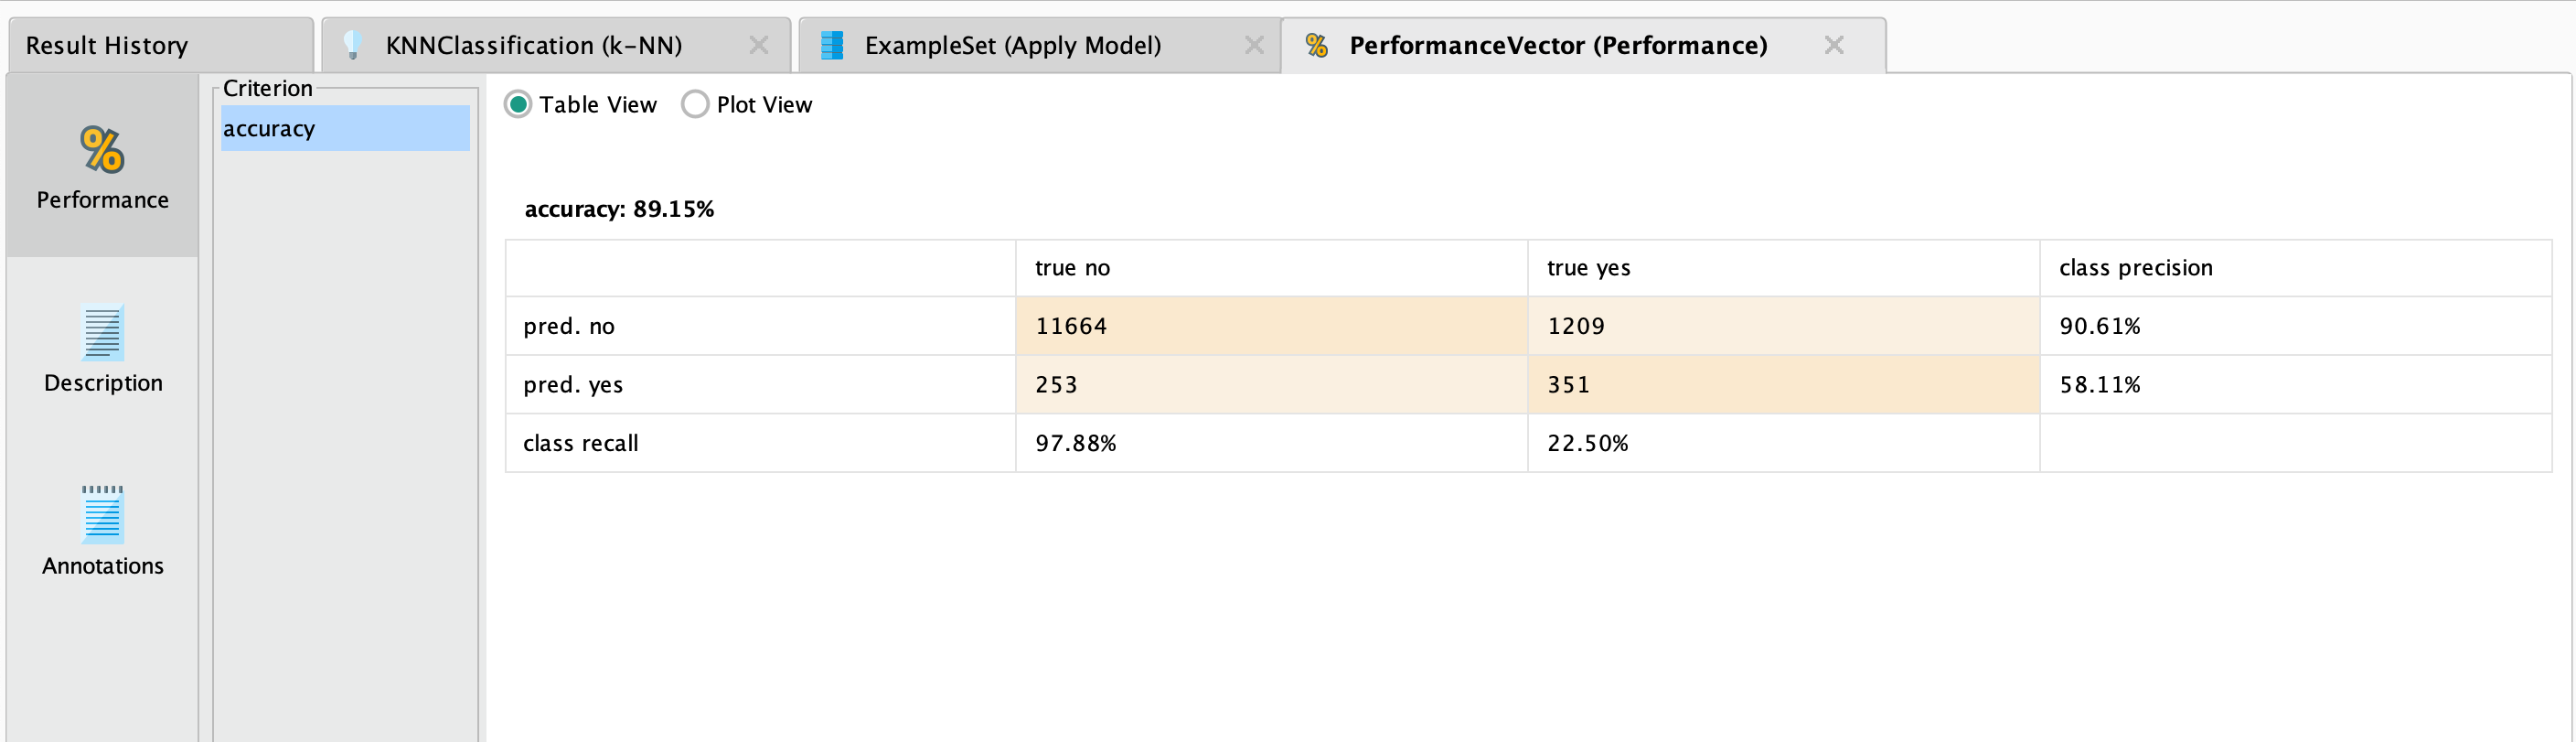 Result History KNNClassification (k-NN) ExampleSet (Apply Model) % PerformanceVector (Performance)
Criterion
accuracy
%
Performance
Description
Annotations
Table View Plot View
accuracy: 89.15%
true no true yes class precision
pred. no 11664 1209 90.61%
pred. yes 253 351 58.11%
class recall 97.88% 22.50%